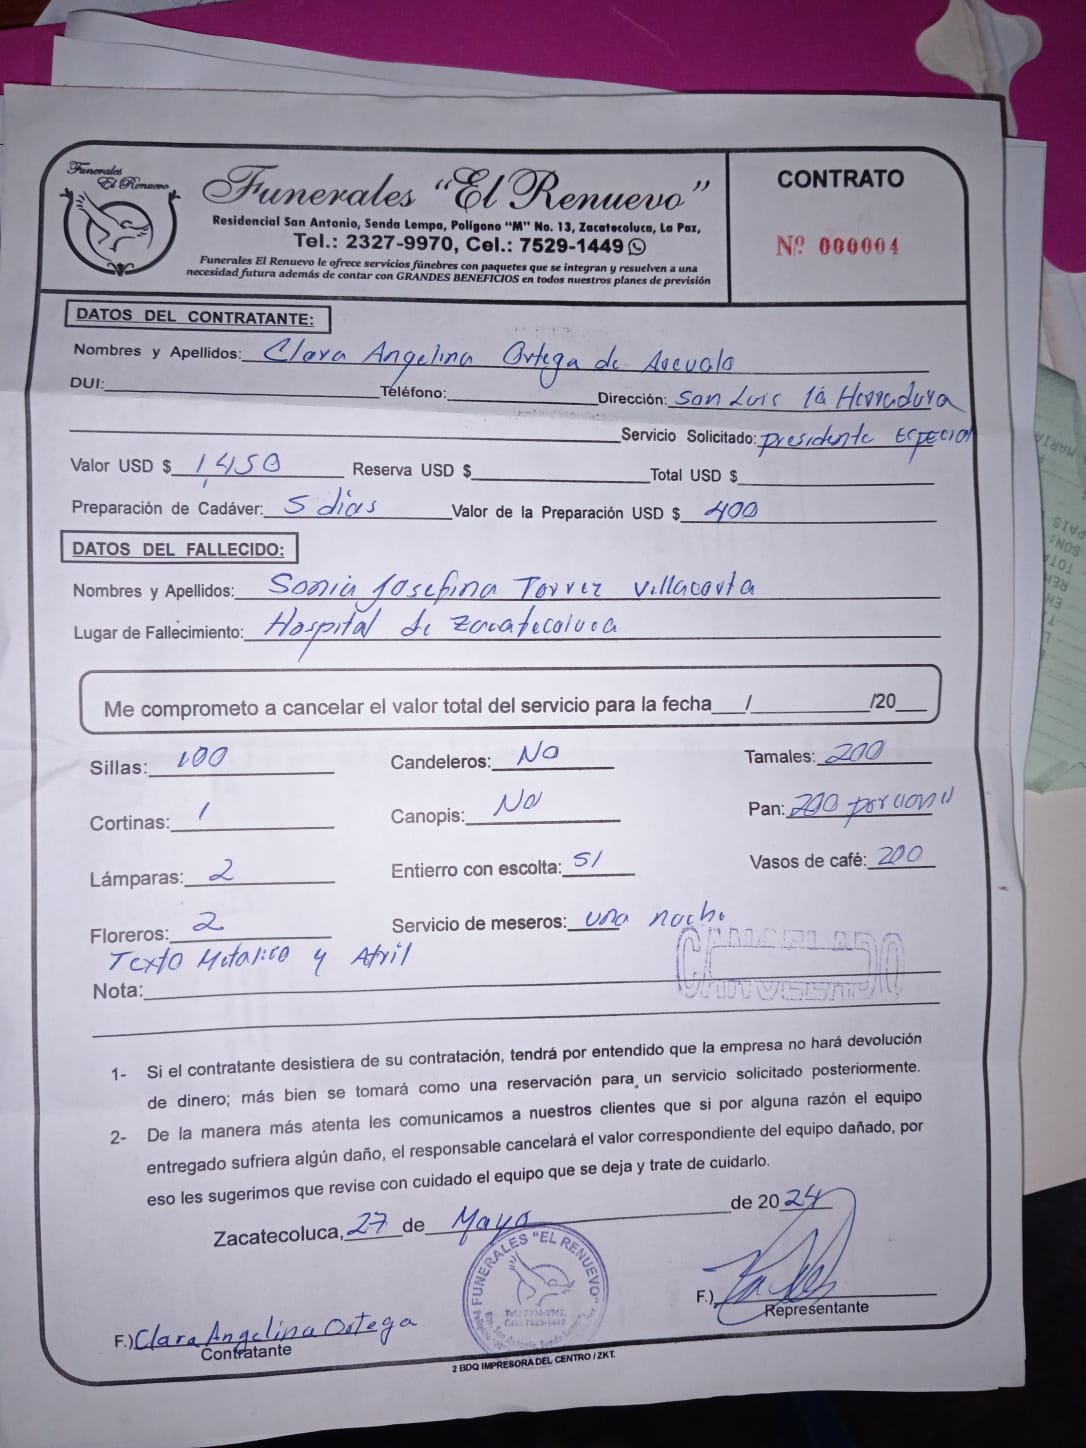 Funerales
El Renuevo
Funerales "El Renuevo"
Residencial San Antonio, Senda Lempa, Polígono "M" No. 13, Zacatecoluca, La Paz,
Tel.: 2327-9970, Cel.: 7529-1449
Funerales El Renuevo le ofrece servicios fúnebres con paquetes que se integran y resuelven a una
necesidad futura además de contar con GRANDES BENEFICIOS en todos nuestros planes de previsión
CONTRATO
Nº 000004
DATOS DEL CONTRATANTE:
Nombres y Apellidos: Clara Angelina Ortega de Arevalo
DUI: Teléfono: Dirección: San Luis la Herradura
Servicio Solicitado: presidente Especial
Valor USD $ 1,450 Reserva USD $ Total USD $
Preparación de Cadáver: 5 dias Valor de la Preparación USD $ 400
DATOS DEL FALLECIDO:
Nombres y Apellidos: Sonia Josefina Torrez Villacorta
Lugar de Fallecimiento: Hospital de Zacatecoluca
Me comprometo a cancelar el valor total del servicio para la fecha / /20
Sillas: 100 Candeleros: No Tamales: 200
Cortinas: 1 Canopis: No Pan: 200 porciones
Lámparas: 2 Entierro con escolta: SI Vasos de café: 200
Floreros: 2 Servicio de meseros: una noche
Texto Metalico y Atril
CANCELADO
Nota:
1- Si el contratante desistiera de su contratación, tendrá por entendido que la empresa no hará devolución
de dinero; más bien se tomará como una reservación para un servicio solicitado posteriormente.
2- De la manera más atenta les comunicamos a nuestros clientes que si por alguna razón el equipo
entregado sufriera algún daño, el responsable cancelará el valor correspondiente del equipo dañado, por
eso les sugerimos que revise con cuidado el equipo que se deja y trate de cuidarlo.
Zacatecoluca, 27 de Mayo de 2024
FUNERALES "EL RENUEVO"
F.) Representante
F.) Clara Angelina Ortega
Contratante
2 BDQ IMPRESORA DEL CENTRO / ZKT.